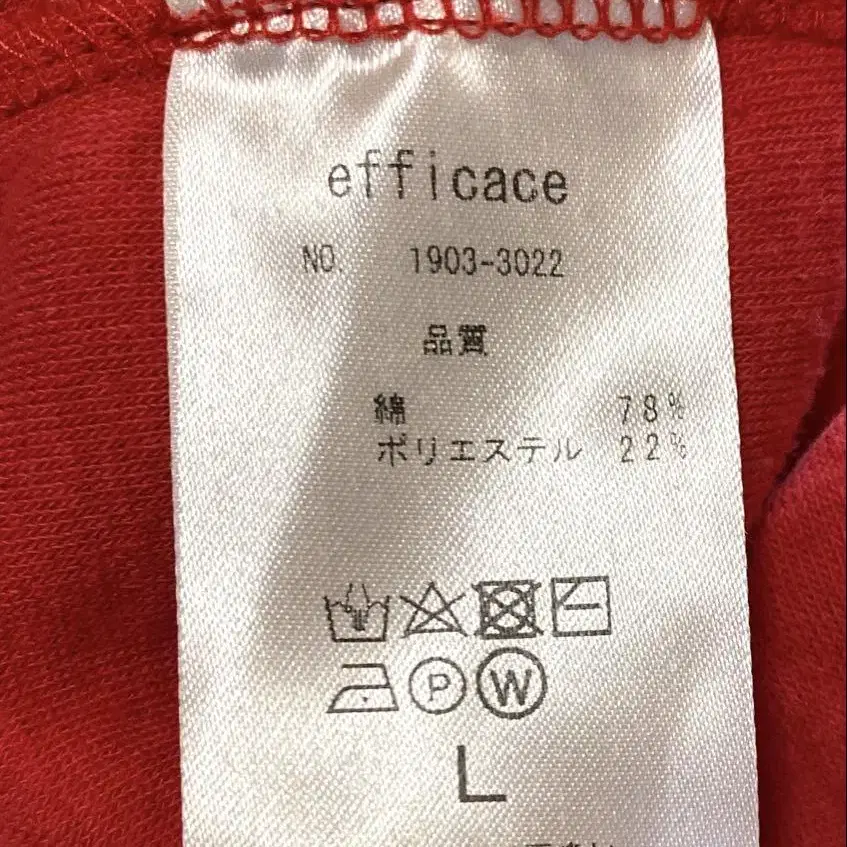 efficace
NO. 1903-3022
品質
綿 78%
ポリエステル 22%
P W
L